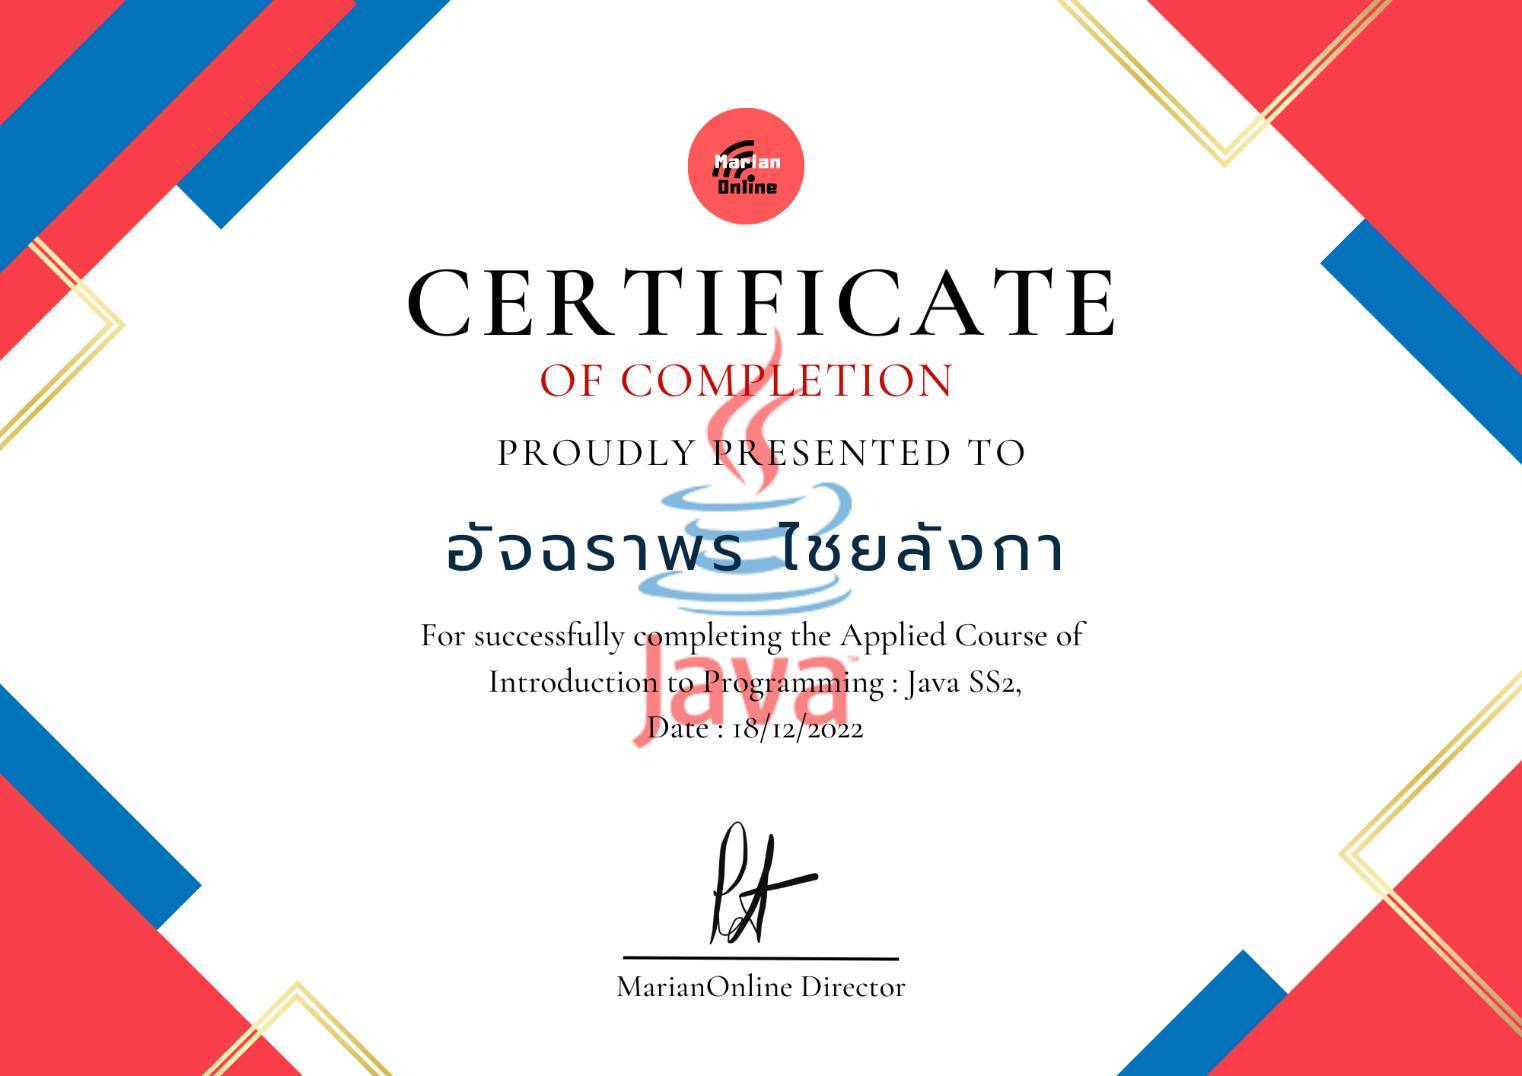 Marian
Online
CERTIFICATE
OF COMPLETION
PROUDLY PRESENTED TO
อัจฉราพร ไชยลังกา
For successfully completing the Applied Course of
Introduction to Programming : Java SS2,
Date : 18/12/2022
Java™
MarianOnline Director